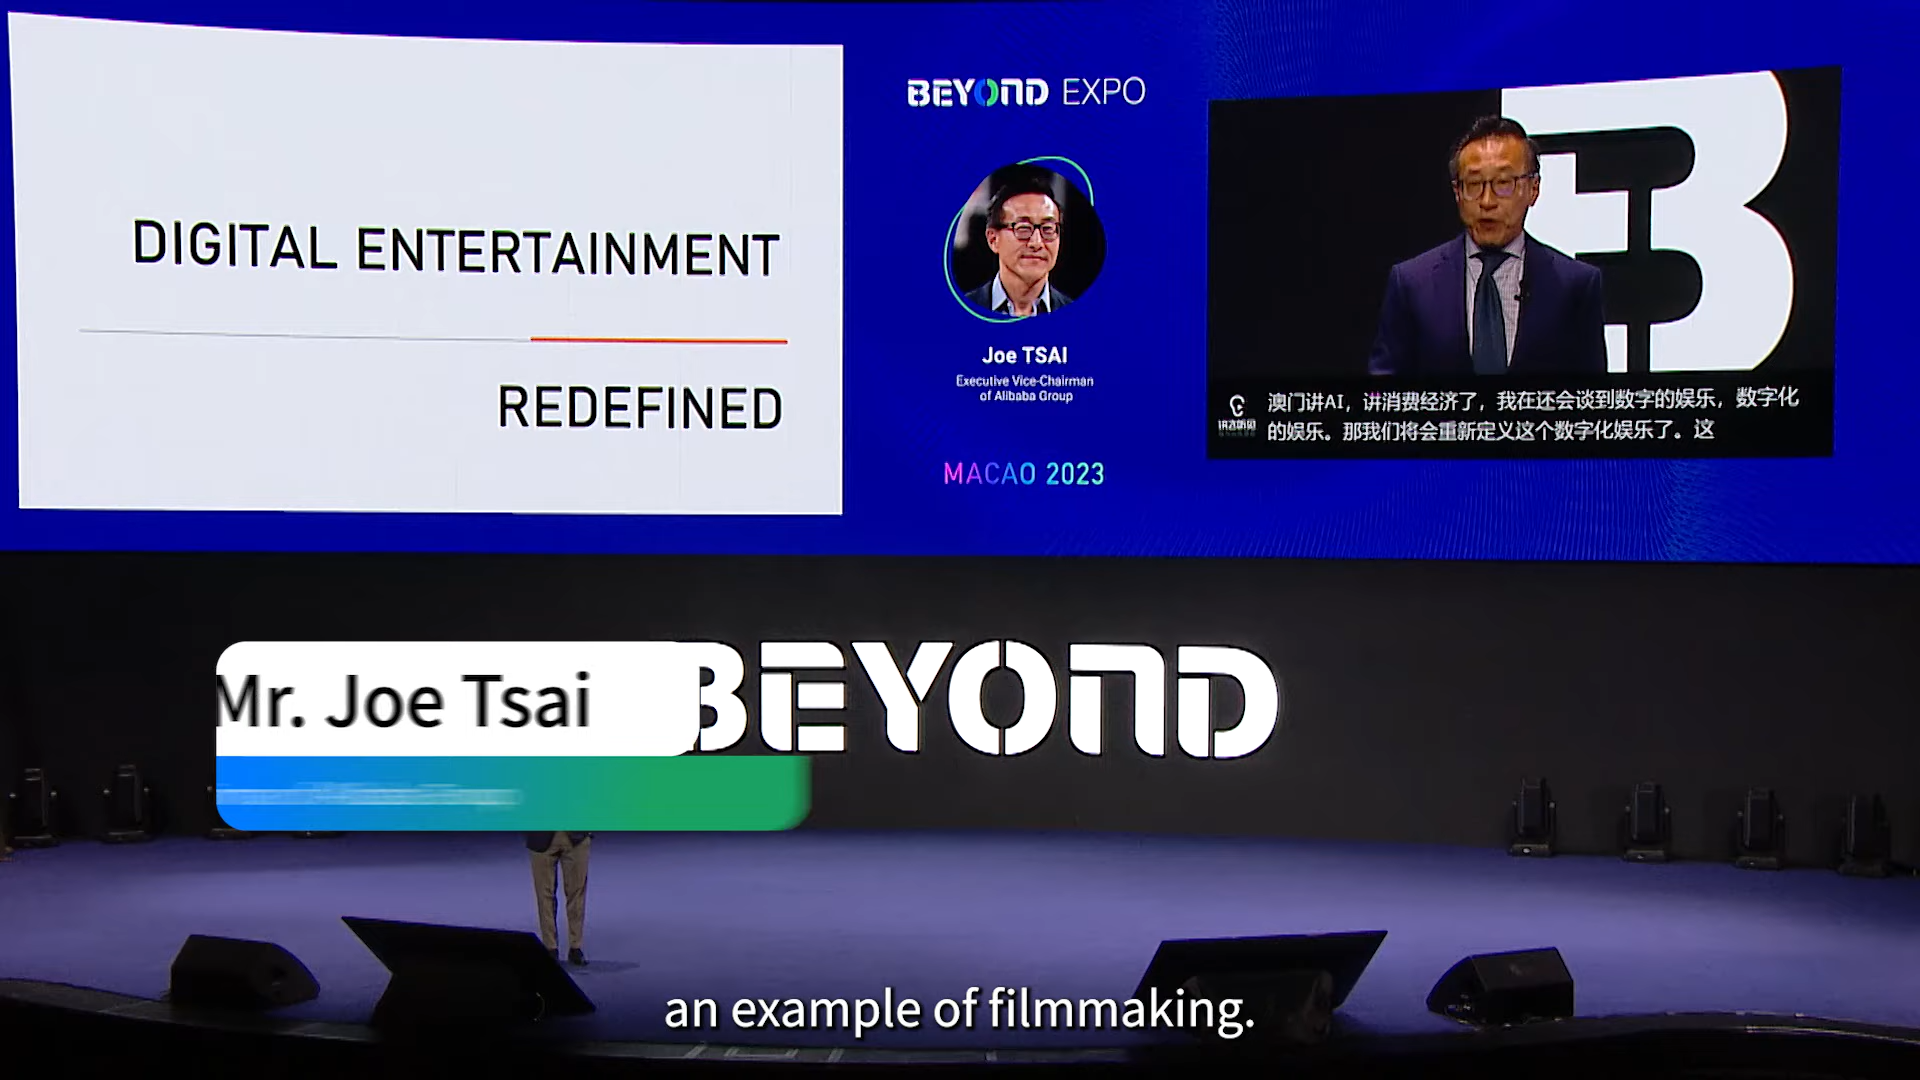 DIGITAL ENTERTAINMENT
REDEFINED
BEYOND EXPO
Joe TSAI
Executive Vice-Chairman
of Alibaba Group
MACAO 2023
澳门讲AI，讲消费经济了，我在还会谈到数字的娱乐，数字化
的娱乐。那我们将会重新定义这个数字化娱乐了。这
BEYOND
Mr. Joe Tsai
an example of filmmaking.